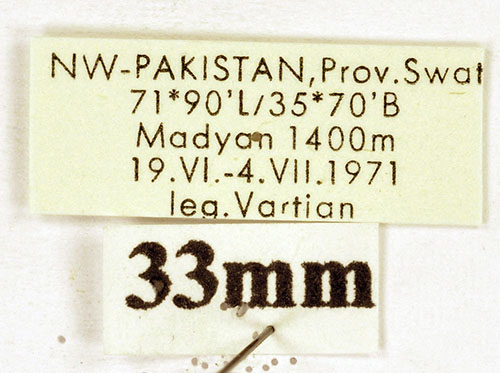 NW-PAKISTAN,Prov.Swat
71*90'L/35*70'B
Madyan 1400m
19.VI.-4.VII.1971
leg.Vartian
33mm